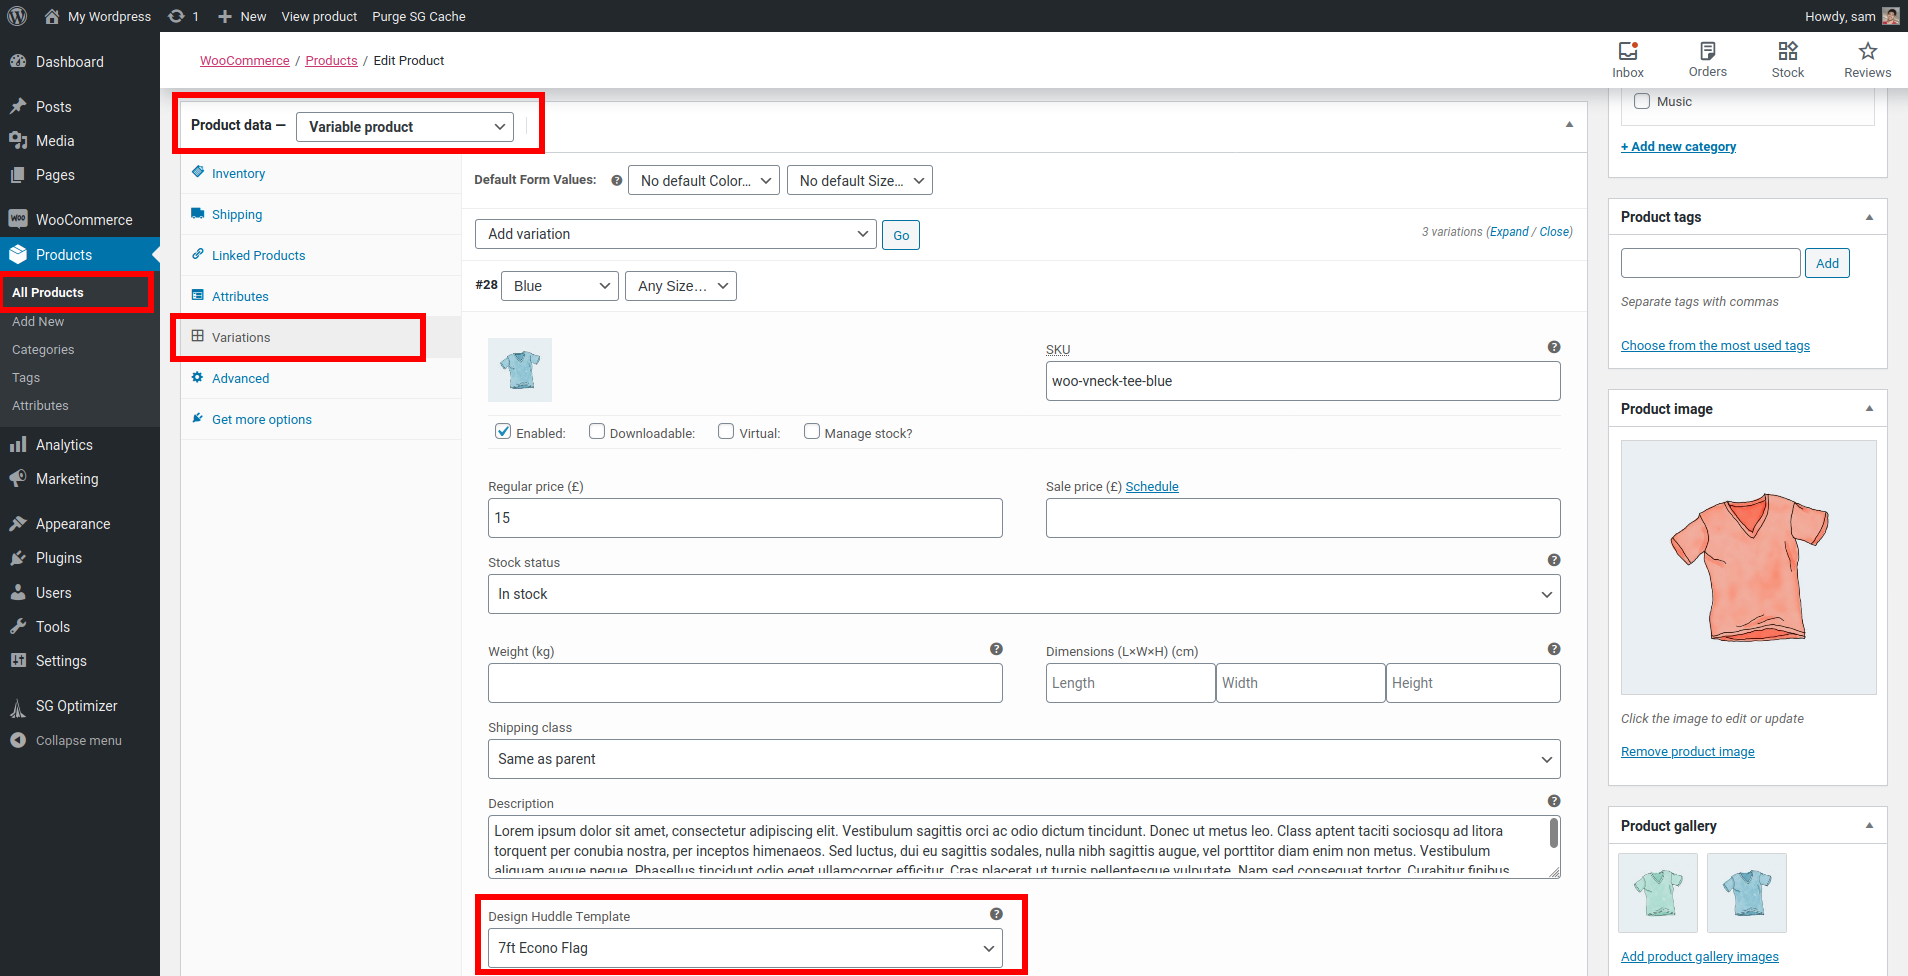 My Wordpress 1 New View product Purge SG Cache Howdy, sam
Dashboard
Posts
Media
Pages
WOO WooCommerce
Products
All Products
Add New
Categories
Tags
Attributes
Analytics
Marketing
Appearance
Plugins
Users
Tools
Settings
SG Optimizer
Collapse menu
WooCommerce / Products / Edit Product
Inbox Orders Stock Reviews
Product data — Variable product
Inventory
Shipping
Linked Products
Attributes
Variations
Advanced
Get more options
Default Form Values: ? No default Color... No default Size...
Add variation Go 3 variations (Expand / Close)
#28 Blue Any Size...
SKU ?
woo-vneck-tee-blue
Enabled: Downloadable: Virtual: Manage stock?
Regular price (£) Sale price (£) Schedule
15
Stock status ?
In stock
Weight (kg) ? Dimensions (L×W×H) (cm) ?
Length Width Height
Shipping class
Same as parent
Description ?
Lorem ipsum dolor sit amet, consectetur adipiscing elit. Vestibulum sagittis orci ac odio dictum tincidunt. Donec ut metus leo. Class aptent taciti sociosqu ad litora
torquent per conubia nostra, per inceptos himenaeos. Sed luctus, dui eu sagittis sodales, nulla nibh sagittis augue, vel porttitor diam enim non metus. Vestibulum
aliquam augue neque. Phasellus tincidunt odio eget ullamcorper efficitur. Cras placerat ut turpis pellentesque vulputate. Nam sed consequat tortor. Curabitur finibus
Design Huddle Template ?
7ft Econo Flag
Music
+ Add new category
Product tags
Add
Separate tags with commas
Choose from the most used tags
Product image
Click the image to edit or update
Remove product image
Product gallery
Add product gallery images